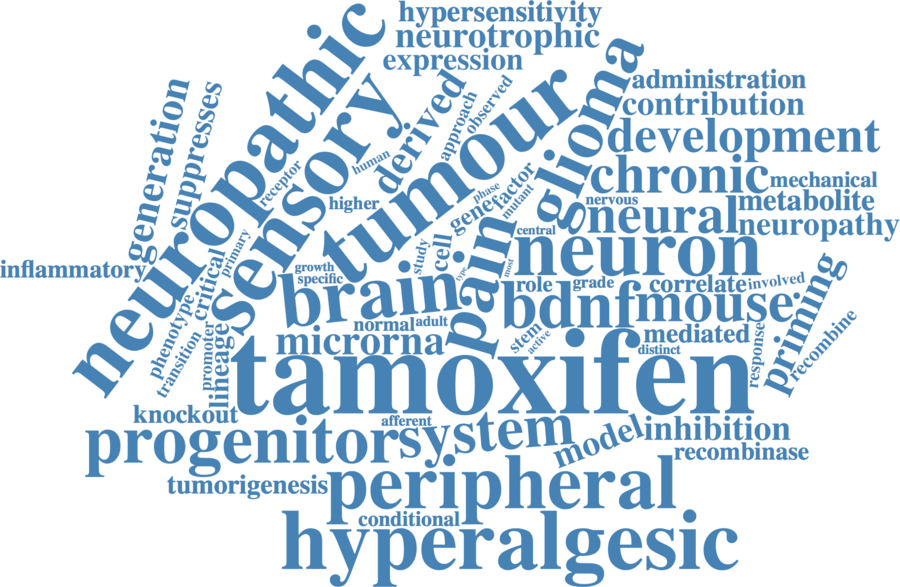 hypersensitivity
neurotrophic
expression
neuropathic
sensory
tumour
glioma
derived
approach
observed
administration
contribution
development
chronic
mechanical
metabolite
nervous
neural
neuropathy
generation
suppresses
receptor
human
higher
phase
gene
factor
mutant
central
neuron
pain
inflammatory
critical
primary
growth
specific
study
cell
type
most
brain
role
grade
correlate
involved
bdnf
mouse
priming
recombine
phenotype
transition
promoter
lineage
normal
adult
microrna
stem
active
mediated
distinct
response
tamoxifen
knockout
afferent
progenitor
system
model
inhibition
recombinase
tumorigenesis
peripheral
conditional
hyperalgesic